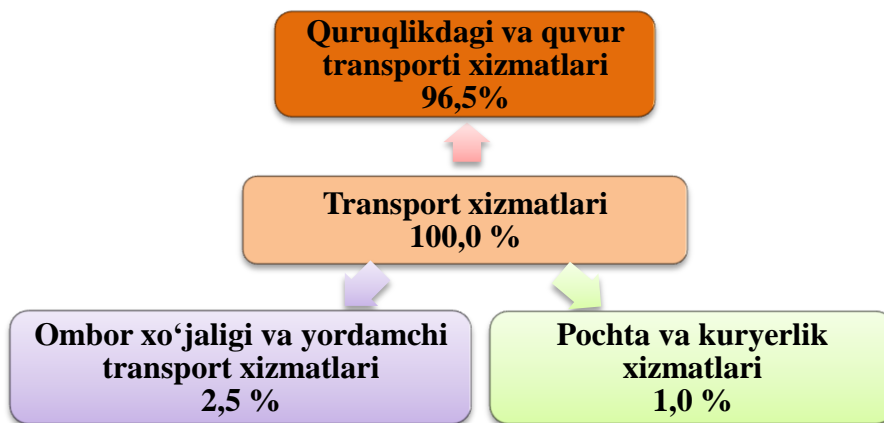 Quruqlikdagi va quvur
transporti xizmatlari
96,5%
Transport xizmatlari
100,0 %
Ombor xo‘jaligi va yordamchi
transport xizmatlari
2,5 %
Pochta va kuryerlik
xizmatlari
1,0 %